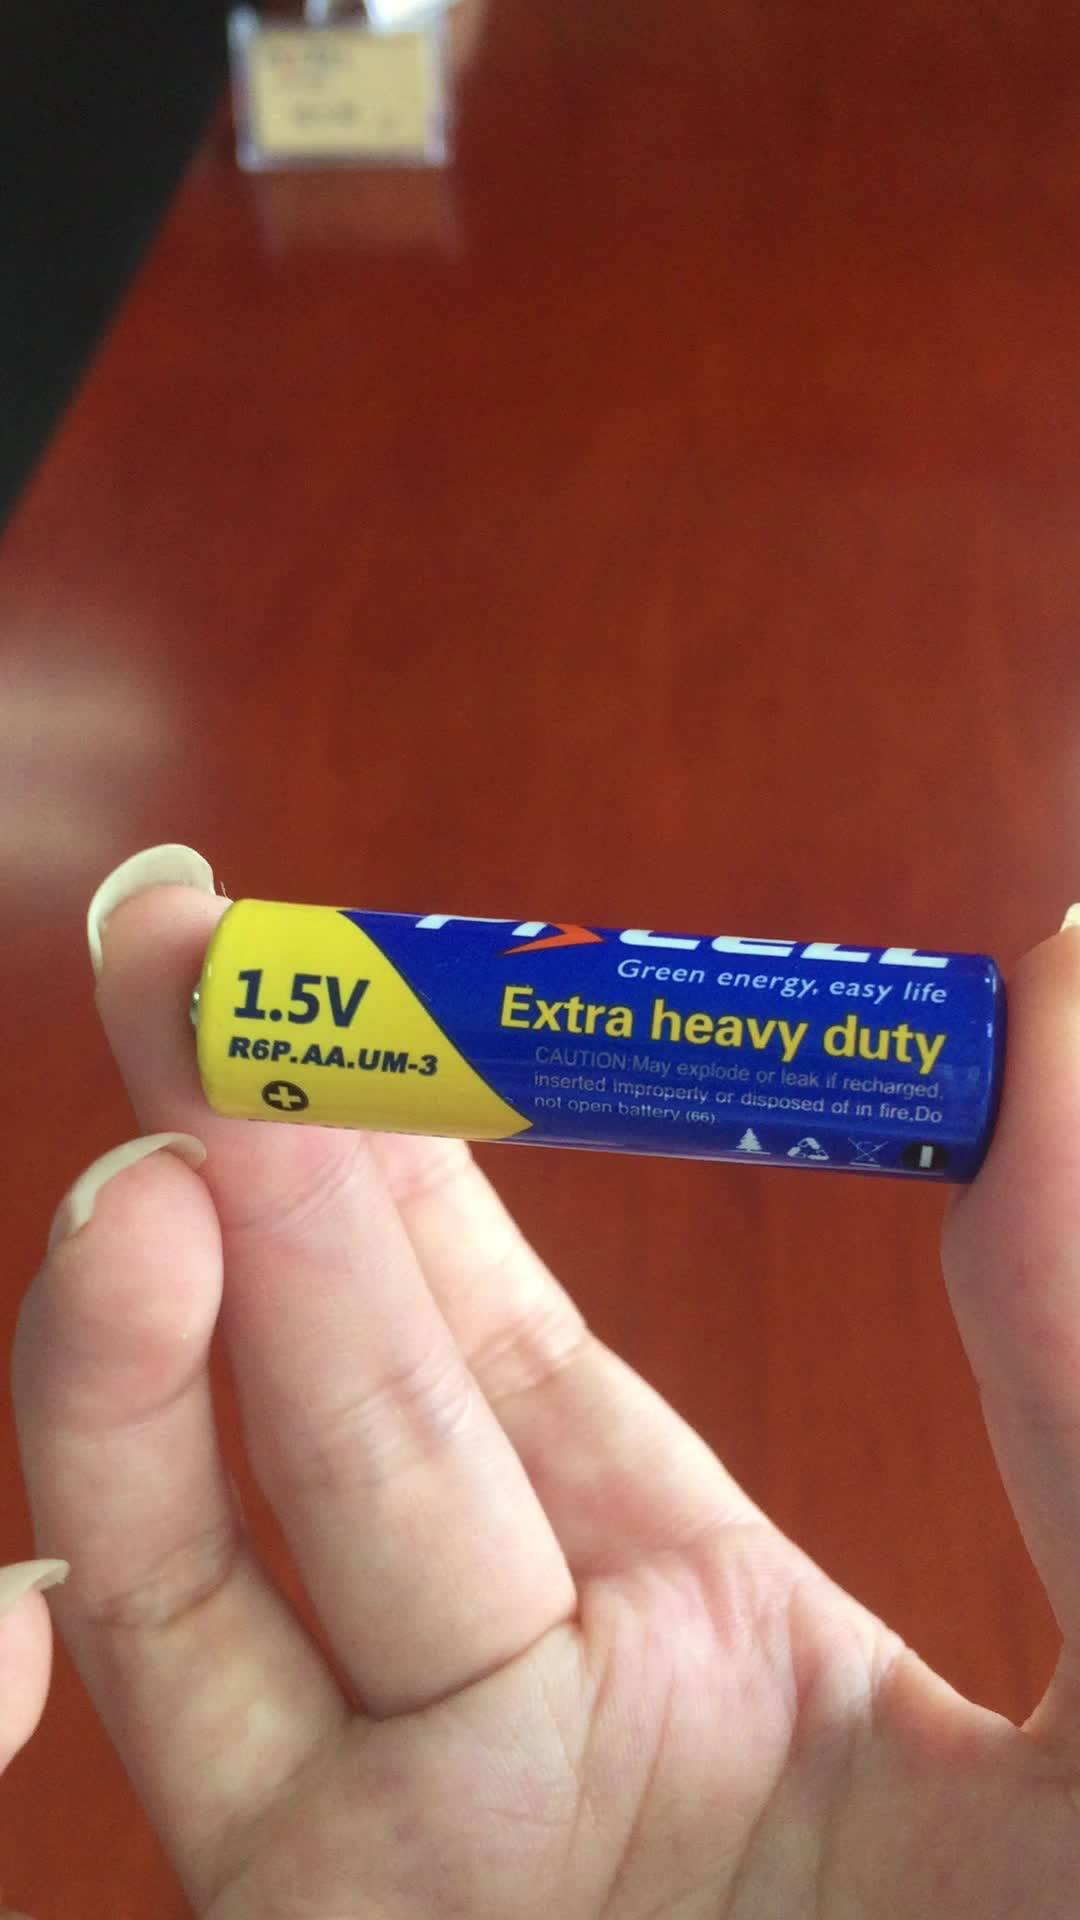 PKCELL
Green energy, easy life
Extra heavy duty
1.5V
R6P.AA.UM-3
CAUTION:May explode or leak if recharged,
inserted improperly or disposed of in fire,Do
not open battery (66).